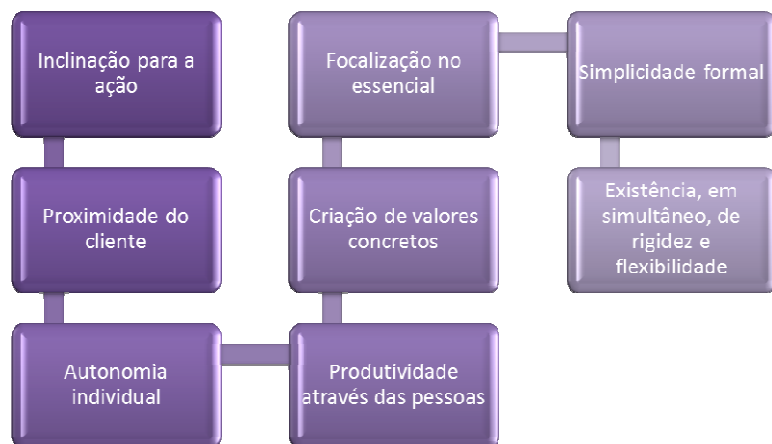 Inclinação para a
ação
Proximidade do
cliente
Autonomia
individual
Produtividade
através das pessoas
Criação de valores
concretos
Focalização no
essencial
Simplicidade formal
Existência, em
simultâneo, de
rigidez e
flexibilidade